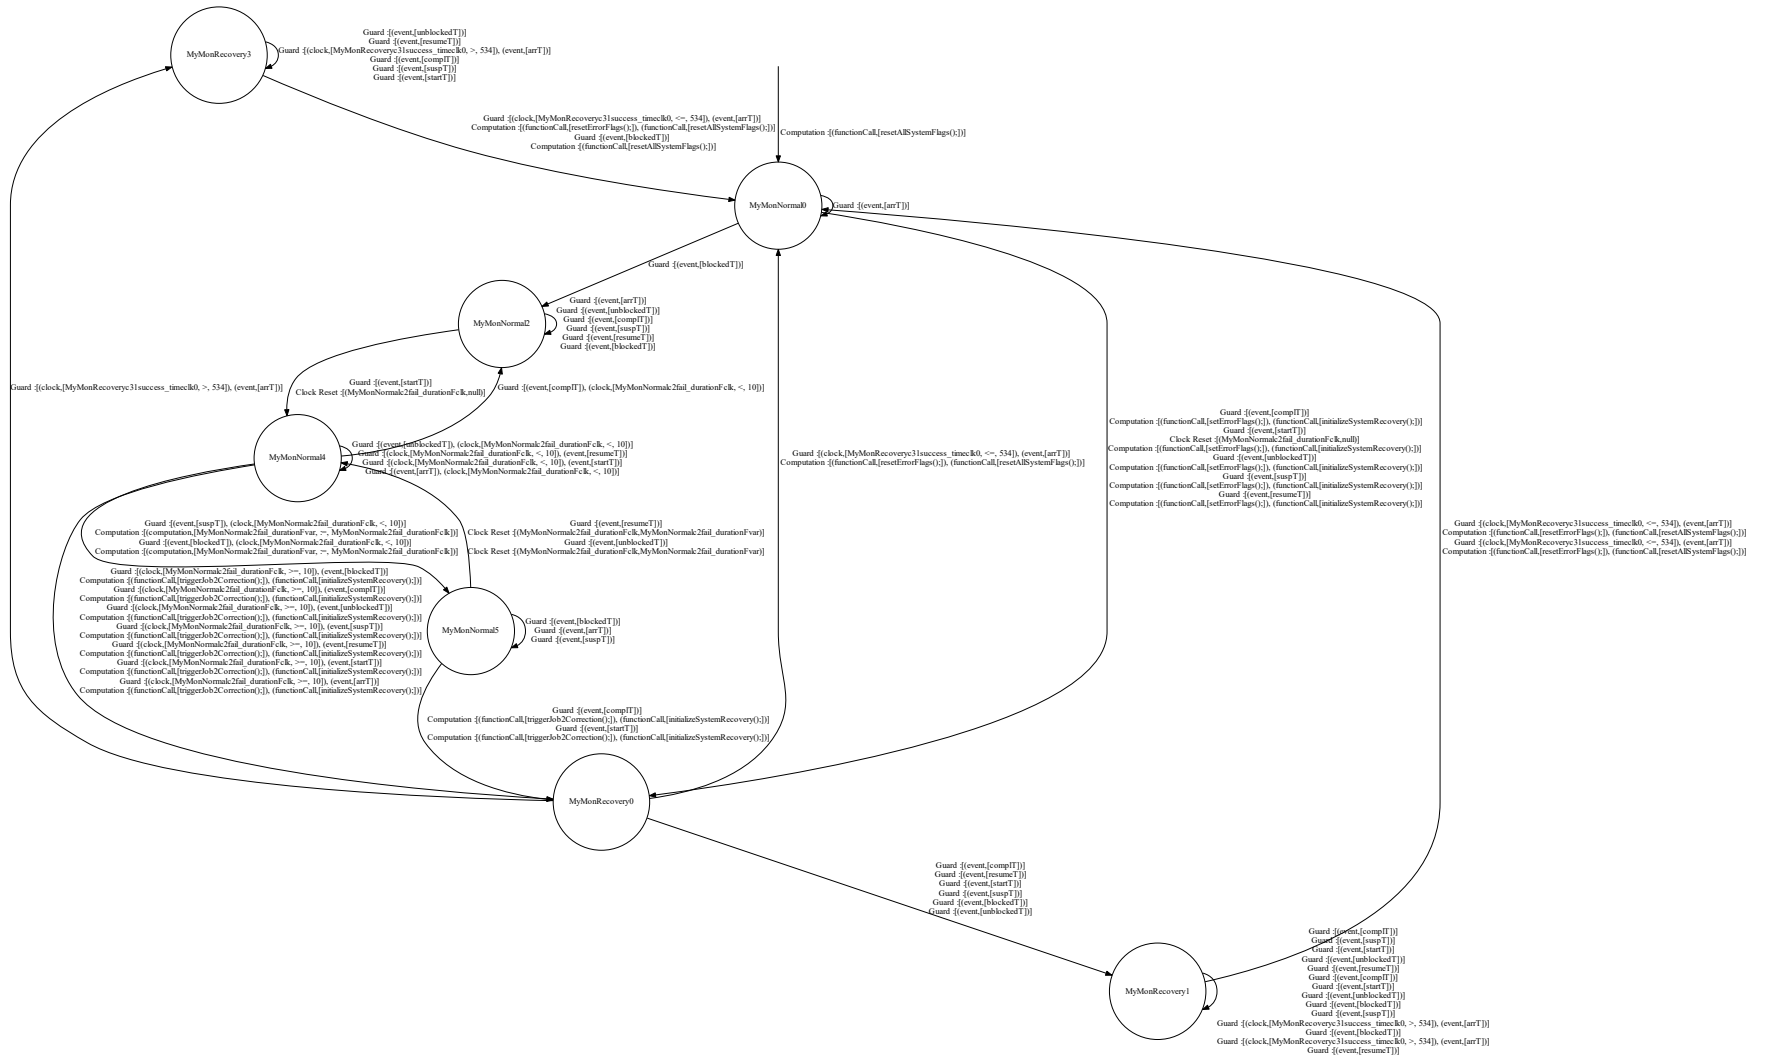 MyMonRecovery3
Guard :[(event,[unblockedT])]
Guard :[(event,[resumeT])]
Guard :[(clock,[MyMonRecoveryc31success_timeclk0, >, 534]), (event,[arrT])]
Guard :[(event,[complT])]
Guard :[(event,[suspT])]
Guard :[(event,[startT])]
Guard :[(clock,[MyMonRecoveryc31success_timeclk0, <=, 534]), (event,[arrT])]
Computation :[(functionCall,[resetErrorFlags();]), (functionCall,[resetAllSystemFlags();])]
Guard :[(event,[blockedT])]
Computation :[(functionCall,[resetAllSystemFlags();])]
Computation :[(functionCall,[resetAllSystemFlags();])]
MyMonNormal0
Guard :[(event,[arrT])]
Guard :[(event,[blockedT])]
MyMonNormal2
Guard :[(event,[arrT])]
Guard :[(event,[unblockedT])]
Guard :[(event,[complT])]
Guard :[(event,[suspT])]
Guard :[(event,[resumeT])]
Guard :[(event,[blockedT])]
Guard :[(clock,[MyMonRecoveryc31success_timeclk0, >, 534]), (event,[arrT])]
Guard :[(event,[startT])]
Clock Reset :[(MyMonNormalc2fail_durationFclk,null)]
Guard :[(event,[complT]), (clock,[MyMonNormalc2fail_durationFclk, <, 10])]
MyMonNormal4
Guard :[(event,[unblockedT]), (clock,[MyMonNormalc2fail_durationFclk, <, 10])]
Guard :[(clock,[MyMonNormalc2fail_durationFclk, <, 10]), (event,[resumeT])]
Guard :[(clock,[MyMonNormalc2fail_durationFclk, <, 10]), (event,[startT])]
Guard :[(event,[arrT]), (clock,[MyMonNormalc2fail_durationFclk, <, 10])]
Guard :[(clock,[MyMonRecoveryc31success_timeclk0, <=, 534]), (event,[arrT])]
Computation :[(functionCall,[resetErrorFlags();]), (functionCall,[resetAllSystemFlags();])]
Guard :[(event,[complT])]
Computation :[(functionCall,[setErrorFlags();]), (functionCall,[initializeSystemRecovery();])]
Guard :[(event,[startT])]
Clock Reset :[(MyMonNormalc2fail_durationFclk,null)]
Computation :[(functionCall,[setErrorFlags();]), (functionCall,[initializeSystemRecovery();])]
Guard :[(event,[unblockedT])]
Computation :[(functionCall,[setErrorFlags();]), (functionCall,[initializeSystemRecovery();])]
Guard :[(event,[suspT])]
Computation :[(functionCall,[setErrorFlags();]), (functionCall,[initializeSystemRecovery();])]
Guard :[(event,[resumeT])]
Computation :[(functionCall,[setErrorFlags();]), (functionCall,[initializeSystemRecovery();])]
Guard :[(clock,[MyMonRecoveryc31success_timeclk0, <=, 534]), (event,[arrT])]
Computation :[(functionCall,[resetErrorFlags();]), (functionCall,[resetAllSystemFlags();])]
Guard :[(clock,[MyMonRecoveryc31success_timeclk0, <=, 534]), (event,[arrT])]
Computation :[(functionCall,[resetErrorFlags();]), (functionCall,[resetAllSystemFlags();])]
Guard :[(event,[suspT]), (clock,[MyMonNormalc2fail_durationFclk, <, 10])]
Computation :[(computation,[MyMonNormalc2fail_durationFvar, :=, MyMonNormalc2fail_durationFclk])]
Guard :[(event,[blockedT]), (clock,[MyMonNormalc2fail_durationFclk, <, 10])]
Computation :[(computation,[MyMonNormalc2fail_durationFvar, :=, MyMonNormalc2fail_durationFclk])]
Guard :[(event,[resumeT])]
Clock Reset :[(MyMonNormalc2fail_durationFclk,MyMonNormalc2fail_durationFvar)]
Guard :[(event,[unblockedT])]
Clock Reset :[(MyMonNormalc2fail_durationFclk,MyMonNormalc2fail_durationFvar)]
Guard :[(clock,[MyMonNormalc2fail_durationFclk, >=, 10]), (event,[blockedT])]
Computation :[(functionCall,[triggerJob2Correction();]), (functionCall,[initializeSystemRecovery();])]
Guard :[(clock,[MyMonNormalc2fail_durationFclk, >=, 10]), (event,[complT])]
Computation :[(functionCall,[triggerJob2Correction();]), (functionCall,[initializeSystemRecovery();])]
Guard :[(clock,[MyMonNormalc2fail_durationFclk, >=, 10]), (event,[unblockedT])]
Computation :[(functionCall,[triggerJob2Correction();]), (functionCall,[initializeSystemRecovery();])]
Guard :[(clock,[MyMonNormalc2fail_durationFclk, >=, 10]), (event,[suspT])]
Computation :[(functionCall,[triggerJob2Correction();]), (functionCall,[initializeSystemRecovery();])]
Guard :[(clock,[MyMonNormalc2fail_durationFclk, >=, 10]), (event,[resumeT])]
Computation :[(functionCall,[triggerJob2Correction();]), (functionCall,[initializeSystemRecovery();])]
Guard :[(clock,[MyMonNormalc2fail_durationFclk, >=, 10]), (event,[startT])]
Computation :[(functionCall,[triggerJob2Correction();]), (functionCall,[initializeSystemRecovery();])]
Guard :[(clock,[MyMonNormalc2fail_durationFclk, >=, 10]), (event,[arrT])]
Computation :[(functionCall,[triggerJob2Correction();]), (functionCall,[initializeSystemRecovery();])]
MyMonNormal5
Guard :[(event,[blockedT])]
Guard :[(event,[arrT])]
Guard :[(event,[suspT])]
Guard :[(event,[complT])]
Computation :[(functionCall,[triggerJob2Correction();]), (functionCall,[initializeSystemRecovery();])]
Guard :[(event,[startT])]
Computation :[(functionCall,[triggerJob2Correction();]), (functionCall,[initializeSystemRecovery();])]
MyMonRecovery0
Guard :[(event,[complT])]
Guard :[(event,[resumeT])]
Guard :[(event,[startT])]
Guard :[(event,[suspT])]
Guard :[(event,[blockedT])]
Guard :[(event,[unblockedT])]
MyMonRecovery1
Guard :[(event,[complT])]
Guard :[(event,[suspT])]
Guard :[(event,[startT])]
Guard :[(event,[unblockedT])]
Guard :[(event,[resumeT])]
Guard :[(event,[complT])]
Guard :[(event,[startT])]
Guard :[(event,[unblockedT])]
Guard :[(event,[blockedT])]
Guard :[(event,[suspT])]
Guard :[(clock,[MyMonRecoveryc31success_timeclk0, >, 534]), (event,[arrT])]
Guard :[(event,[blockedT])]
Guard :[(clock,[MyMonRecoveryc31success_timeclk0, >, 534]), (event,[arrT])]
Guard :[(event,[resumeT])]